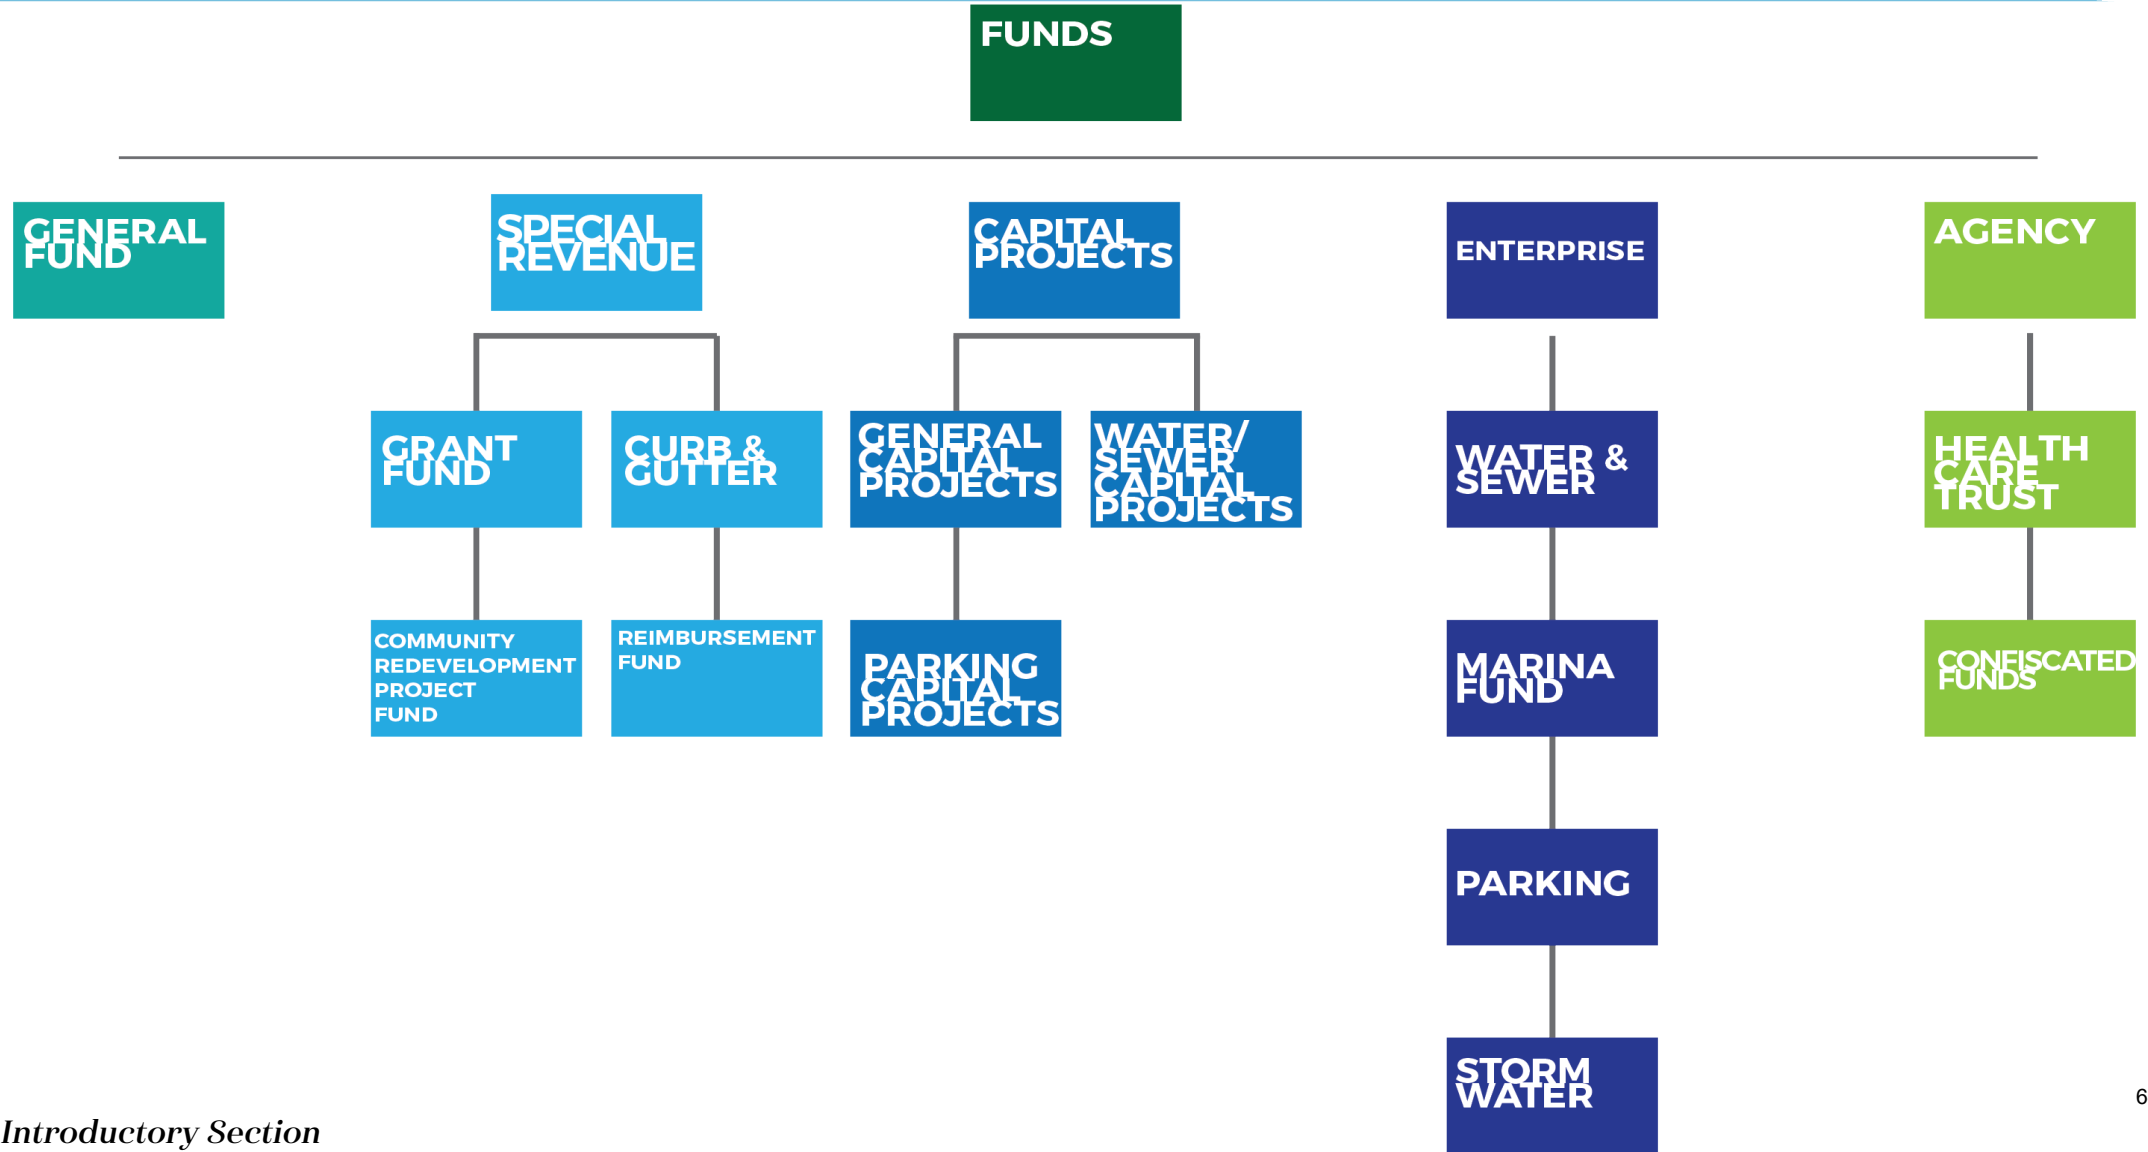 FUNDS
GENERAL
FUND
SPECIAL
REVENUE
CAPITAL
PROJECTS
ENTERPRISE
AGENCY
GRANT
FUND
CURB &
GUTTER
GENERAL
CAPITAL
PROJECTS
WATER/
SEWER
CAPITAL
PROJECTS
WATER &
SEWER
HEALTH
CARE
TRUST
COMMUNITY
REDEVELOPMENT
PROJECT
FUND
REIMBURSEMENT
FUND
PARKING
CAPITAL
PROJECTS
MARINA
FUND
CONFISCATED
FUNDS
PARKING
STORM
WATER
6
Introductory Section